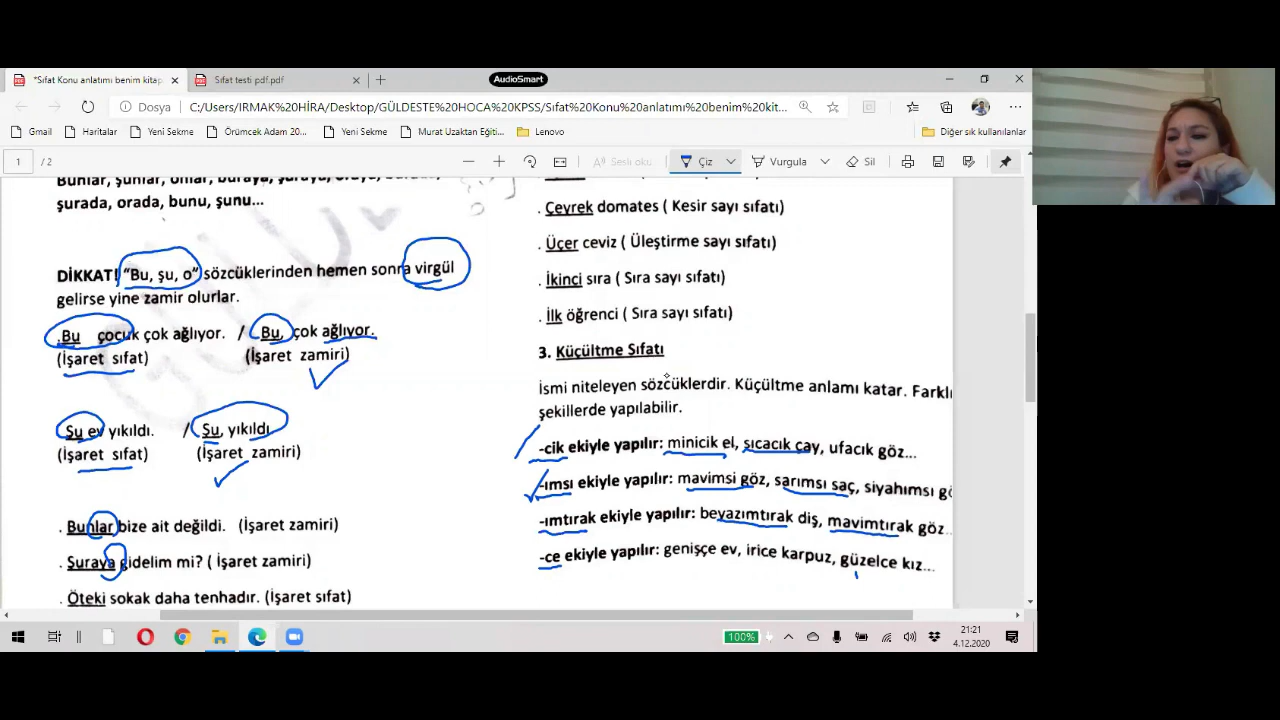 AudioSmart
*Sıfat Konu anlatımı benim kitap
Sıfat testi pdf.pdf
Dosya
C:/Users/IRMAK%20HİRA/Desktop/GÜLDESTE%20HOCA%20KPSS/Sıfat%20Konu%20anlatımı%20benim%20kit...
Gmail
Haritalar
Yeni Sekme
Örümcek Adam 20...
Yeni Sekme
Murat Uzaktan Eğiti...
Lenovo
Diğer sık kullanılanlar
1 / 2
Sesli oku
Çiz
Vurgula
Sil
Bunlar, şunlar, onlar, buraya, şuraya, oraya,
şurada, orada, bunu, şunu...
DİKKAT! "Bu, şu, o" sözcüklerinden hemen sonra virgül
gelirse yine zamir olurlar.
.Bu çocuk çok ağlıyor. / Bu, çok ağlıyor.
(İşaret sıfat) (İşaret zamiri)
Şu ev yıkıldı. / Şu, yıkıldı
(İşaret sıfat) (İşaret zamiri)
. Bunlar bize ait değildi. (İşaret zamiri)
. Şuraya gidelim mi? ( İşaret zamiri)
. Öteki sokak daha tenhadır. (İşaret sıfat)
. Çeyrek domates ( Kesir sayı sıfatı)
. Üçer ceviz ( Üleştirme sayı sıfatı)
. İkinci sıra ( Sıra sayı sıfatı)
. İlk öğrenci ( Sıra sayı sıfatı)
3. Küçültme Sıfatı
İsmi niteleyen sözcüklerdir. Küçültme anlamı katar. Farklı
şekillerde yapılabilir.
-cik ekiyle yapılır: minicik el, sıcacık çay, ufacık göz...
-ımsı ekiyle yapılır: mavimsi göz, sarımsı saç, siyahımsı gö
-ımtırak ekiyle yapılır: beyazımtırak diş, mavimtırak göz..
-ce ekiyle yapılır: genişçe ev, irice karpuz, güzelce kız...
100%
21:21
4.12.2020